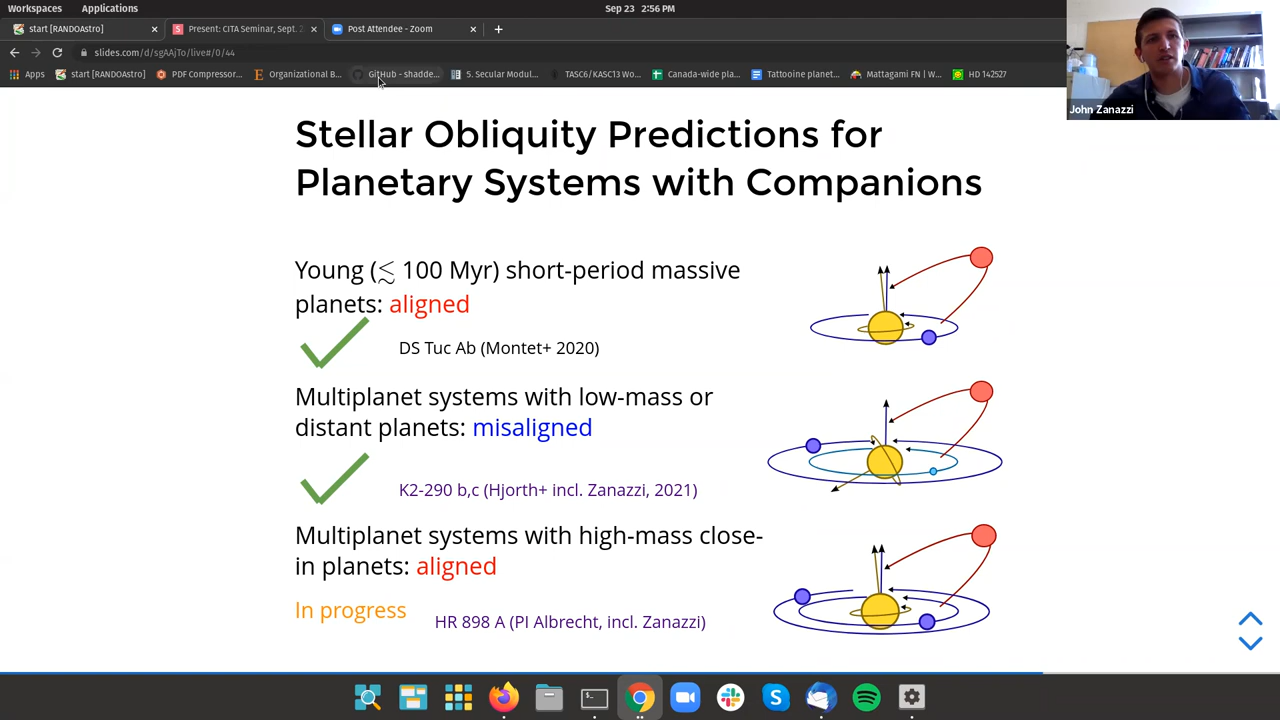 Workspaces Applications Sep 23 2:56 PM
start [RANDOAstro] Present: CITA Seminar, Sept. 2 Post Attendee - Zoom
slides.com/d/sgAAjTo/live#/0/44
Apps start [RANDOAstro] PDF Compressor... Organizational B... GitHub - shadde... 5. Secular Modul... TASC6/KASC13 Wo... Canada-wide pla... Tattooine planet... Mattagami FN | W... HD 142527
John Zanazzi
Stellar Obliquity Predictions for
Planetary Systems with Companions
Young (≲ 100 Myr) short-period massive
planets: aligned
DS Tuc Ab (Montet+ 2020)
Multiplanet systems with low-mass or
distant planets: misaligned
K2-290 b,c (Hjorth+ incl. Zanazzi, 2021)
Multiplanet systems with high-mass close-
in planets: aligned
In progress
HR 898 A (PI Albrecht, incl. Zanazzi)